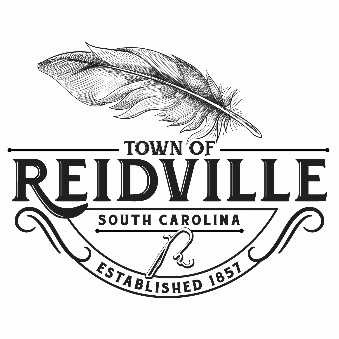 TOWN OF
REIDVILLE
SOUTH CAROLINA
R
ESTABLISHED 1857